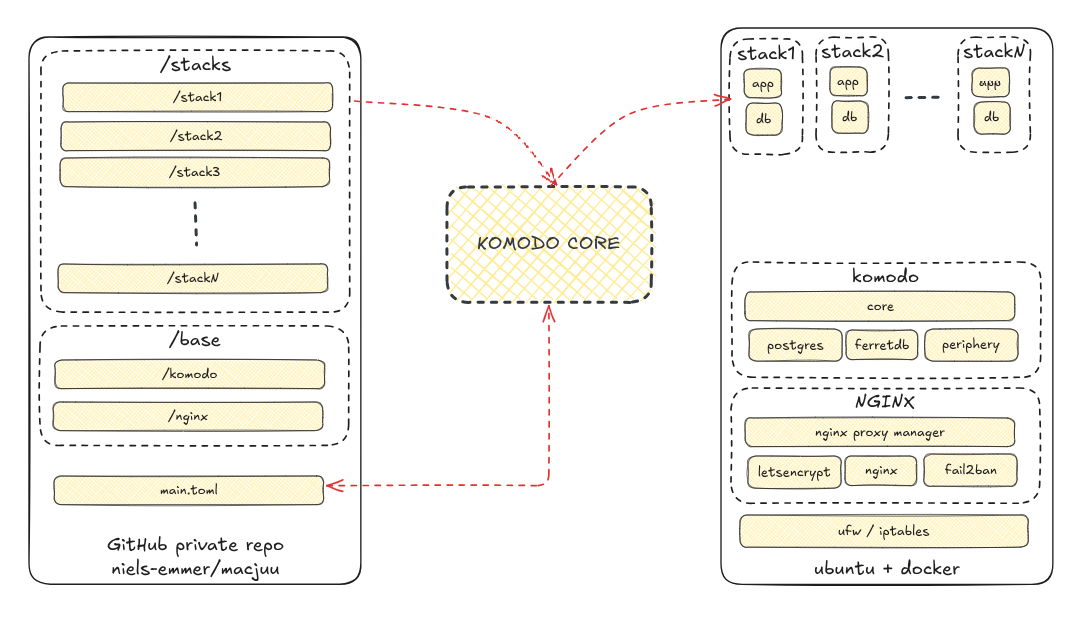 /stacks
/stack1
/stack2
/stack3
/stackN
/base
/komodo
/nginx
main.toml
GitHub private repo
niels-emmer/macjuu
KOMODO CORE
stack1
app
db
stack2
app
db
stackN
app
db
komodo
core
postgres
ferretdb
periphery
NGINX
nginx proxy manager
letsencrypt
nginx
fail2ban
ufw / iptables
ubuntu + docker